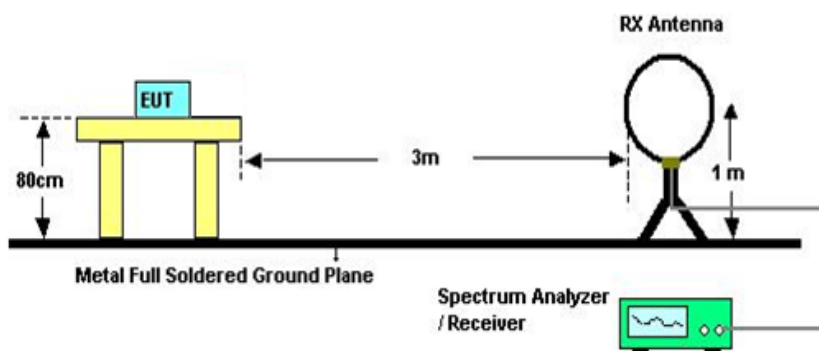 RX Antenna
EUT
3m
80cm
1 m
Metal Full Soldered Ground Plane
Spectrum Analyzer
/ Receiver